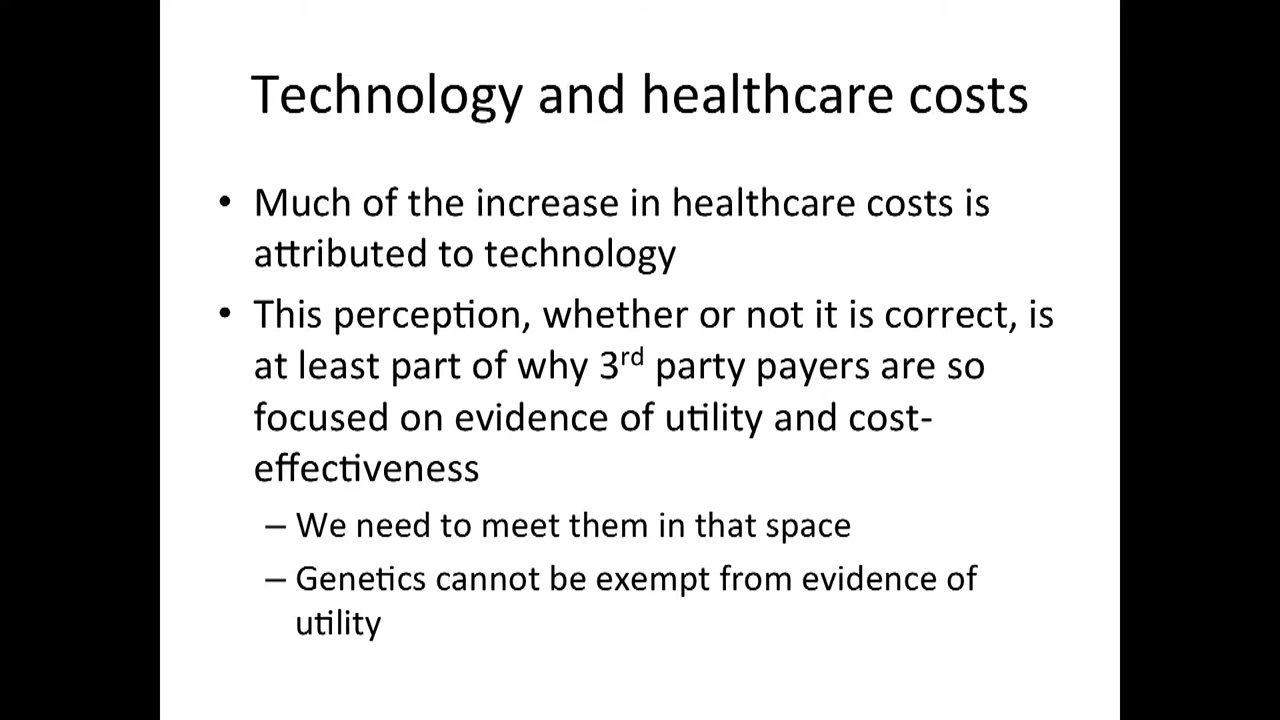 Technology and healthcare costs
• Much of the increase in healthcare costs is
attributed to technology
• This perception, whether or not it is correct, is
at least part of why 3rd party payers are so
focused on evidence of utility and cost-
effectiveness
– We need to meet them in that space
– Genetics cannot be exempt from evidence of
utility